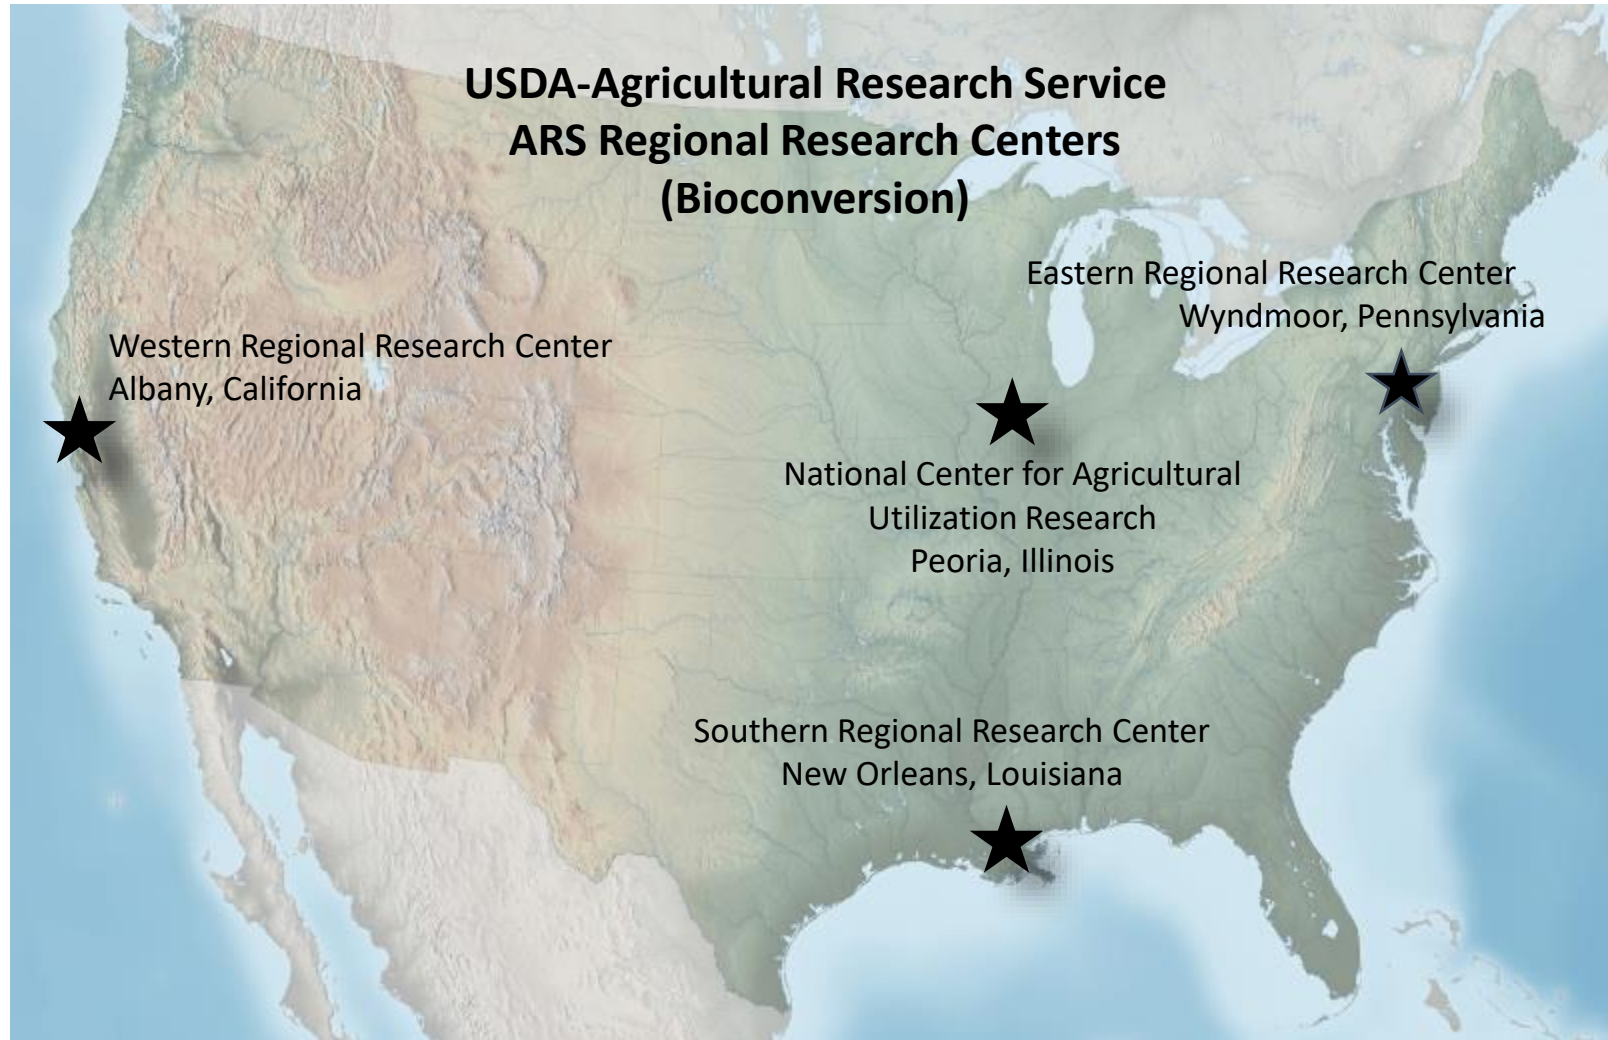 USDA-Agricultural Research Service
ARS Regional Research Centers
(Bioconversion)
Eastern Regional Research Center
Wyndmoor, Pennsylvania
Western Regional Research Center
Albany, California
National Center for Agricultural
Utilization Research
Peoria, Illinois
Southern Regional Research Center
New Orleans, Louisiana